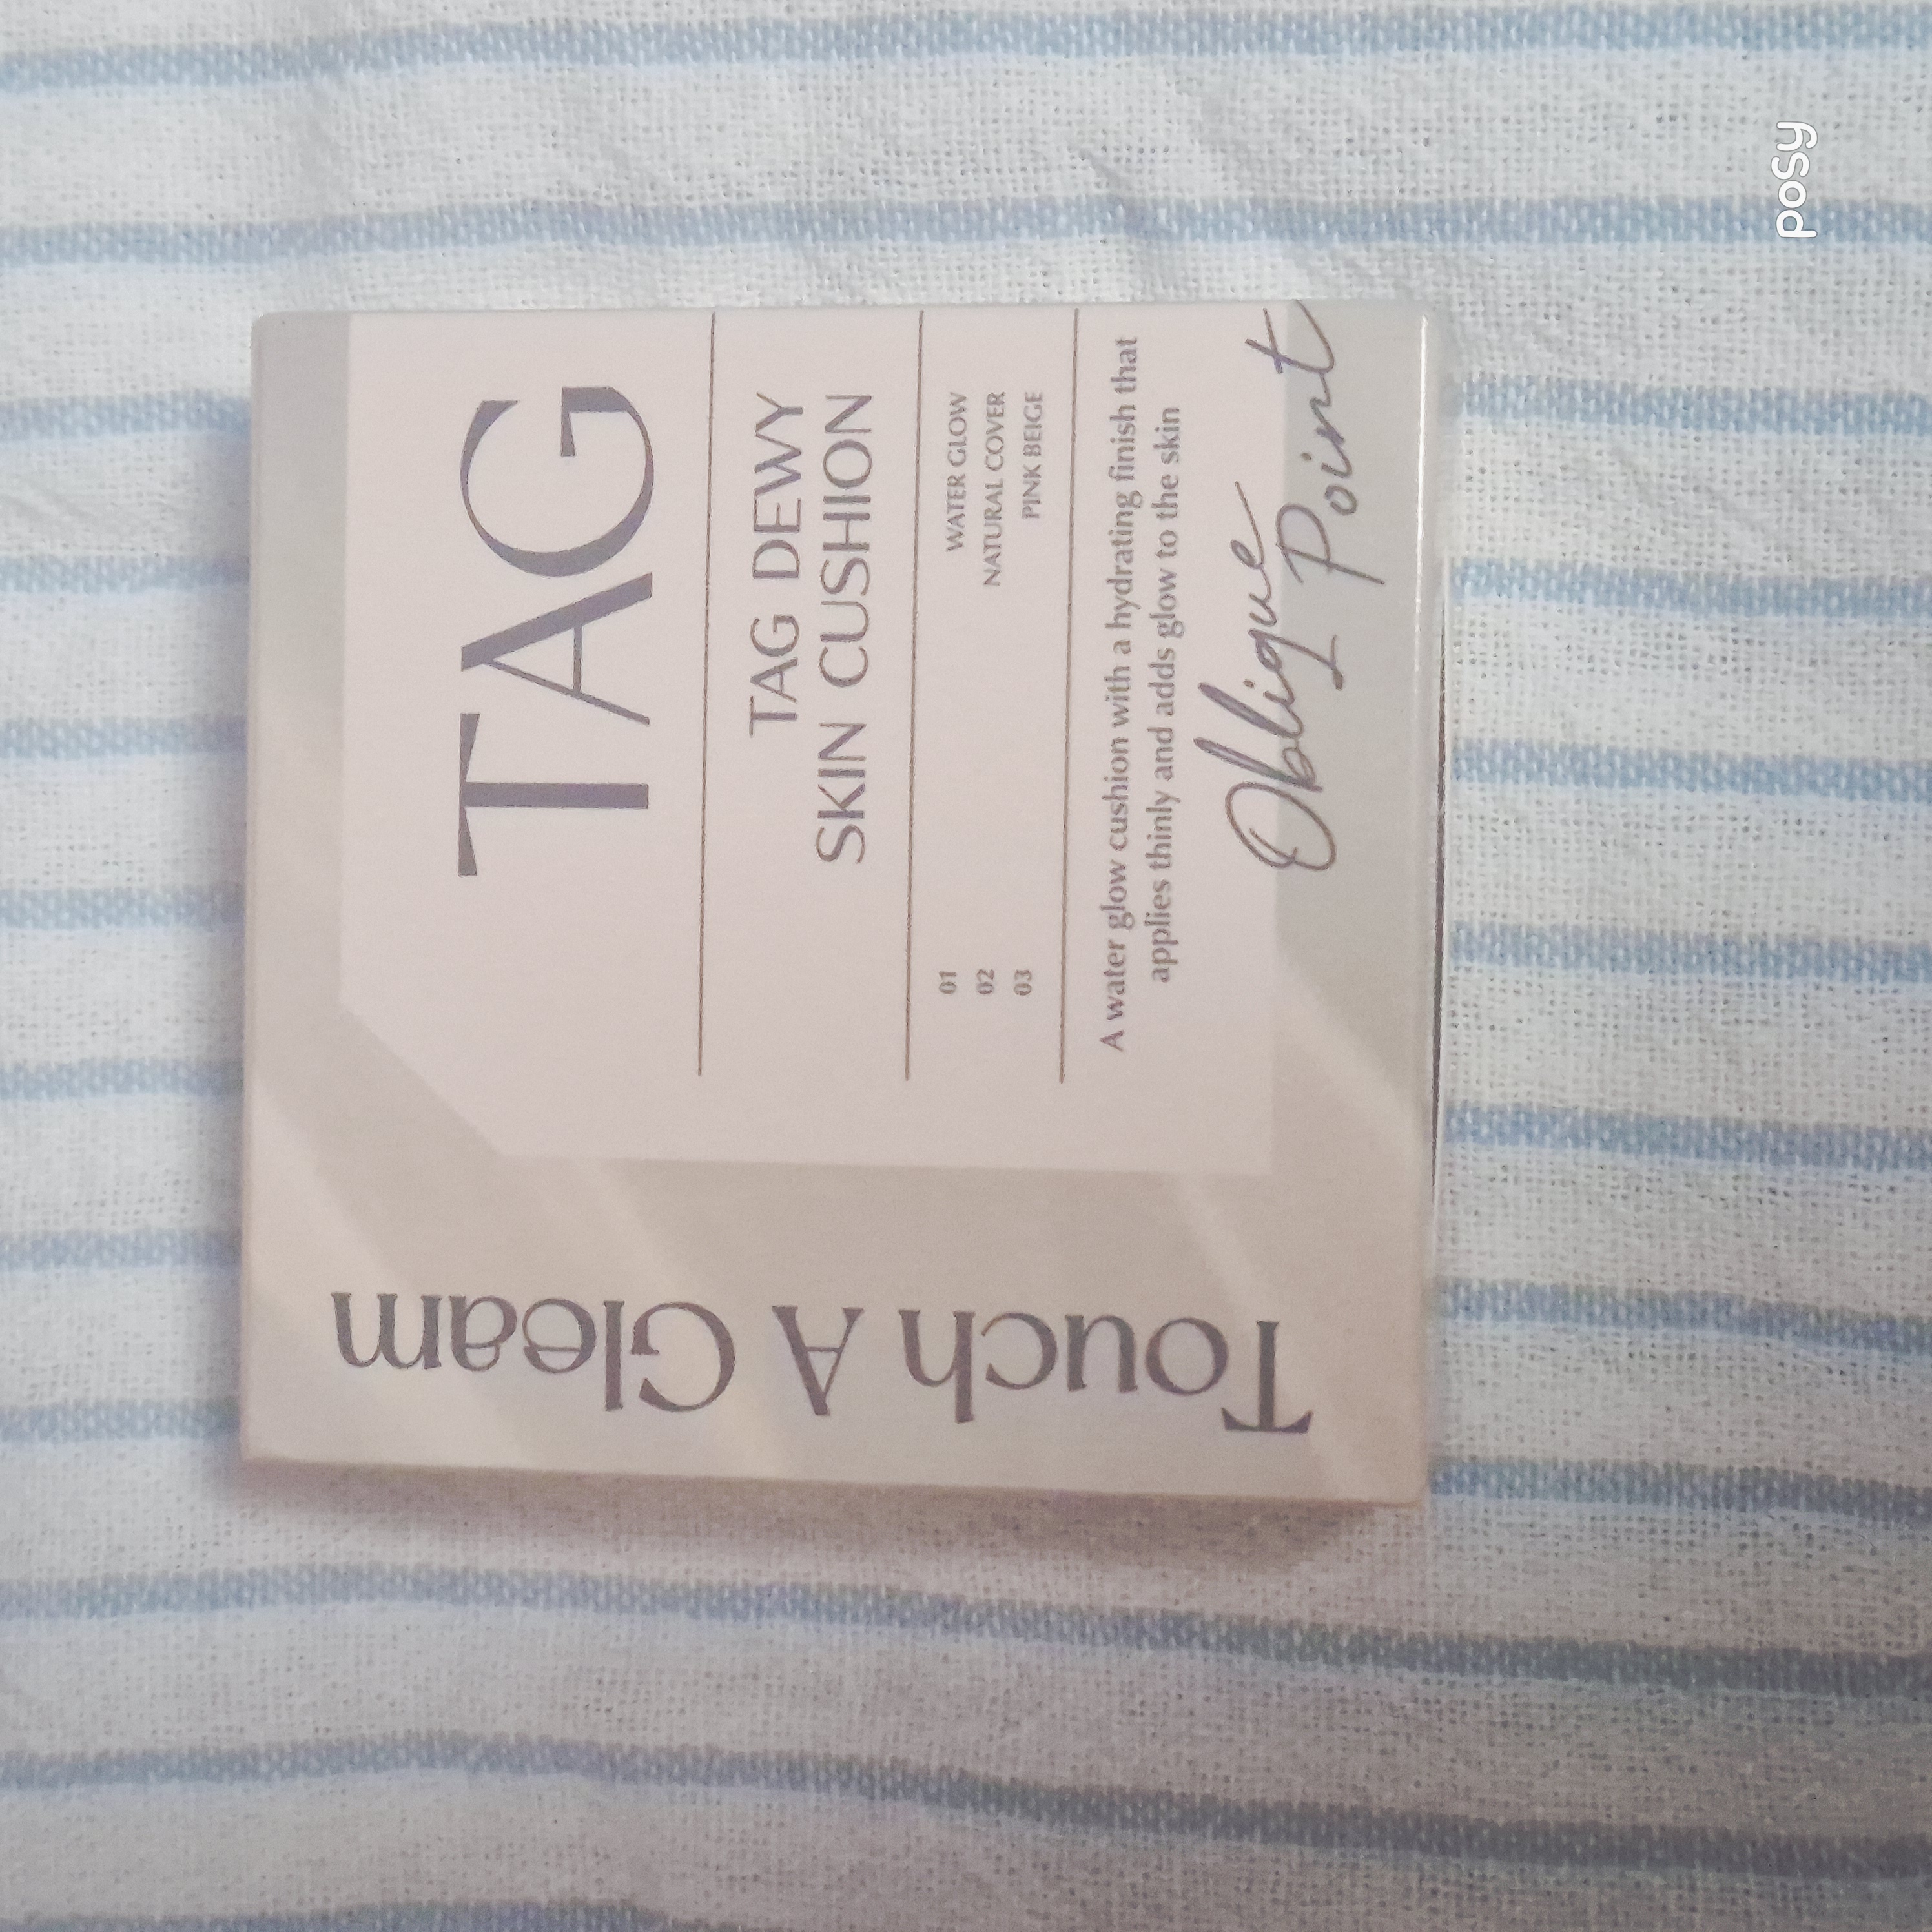 TAG
TAG DEWY
SKIN CUSHION
01 WATER GLOW
02 NATURAL COVER
03 PINK BEIGE
A water glow cushion with a hydrating finish that
applies thinly and adds glow to the skin
Oblique
Point
Touch A Gleam
posy